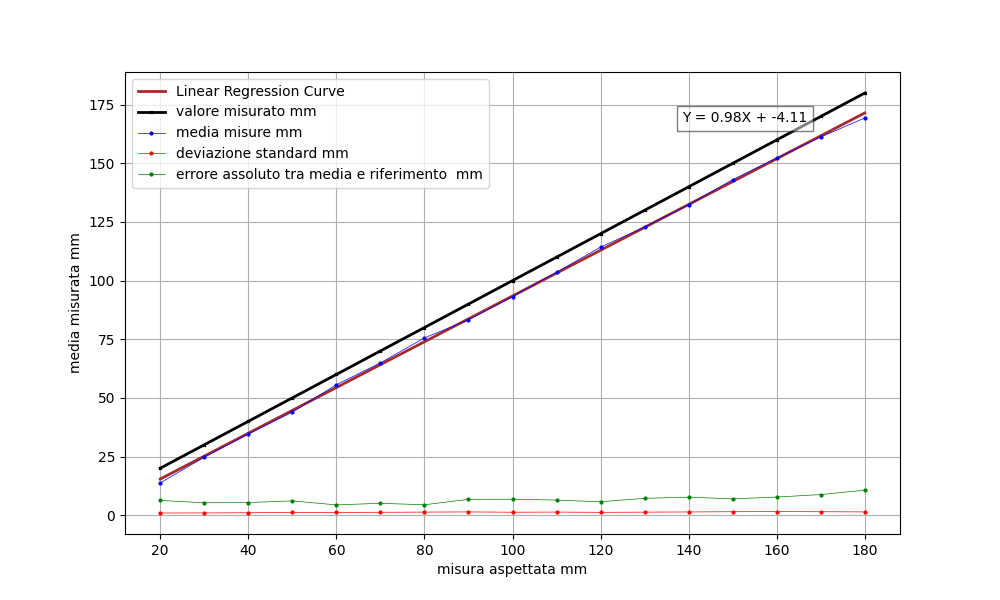 Linear Regression Curve
valore misurato mm
media misure mm
deviazione standard mm
errore assoluto tra media e riferimento  mm
Y = 0.98X + -4.11
media misurata mm
175
150
125
100
75
50
25
0
20 40 60 80 100 120 140 160 180
misura aspettata mm